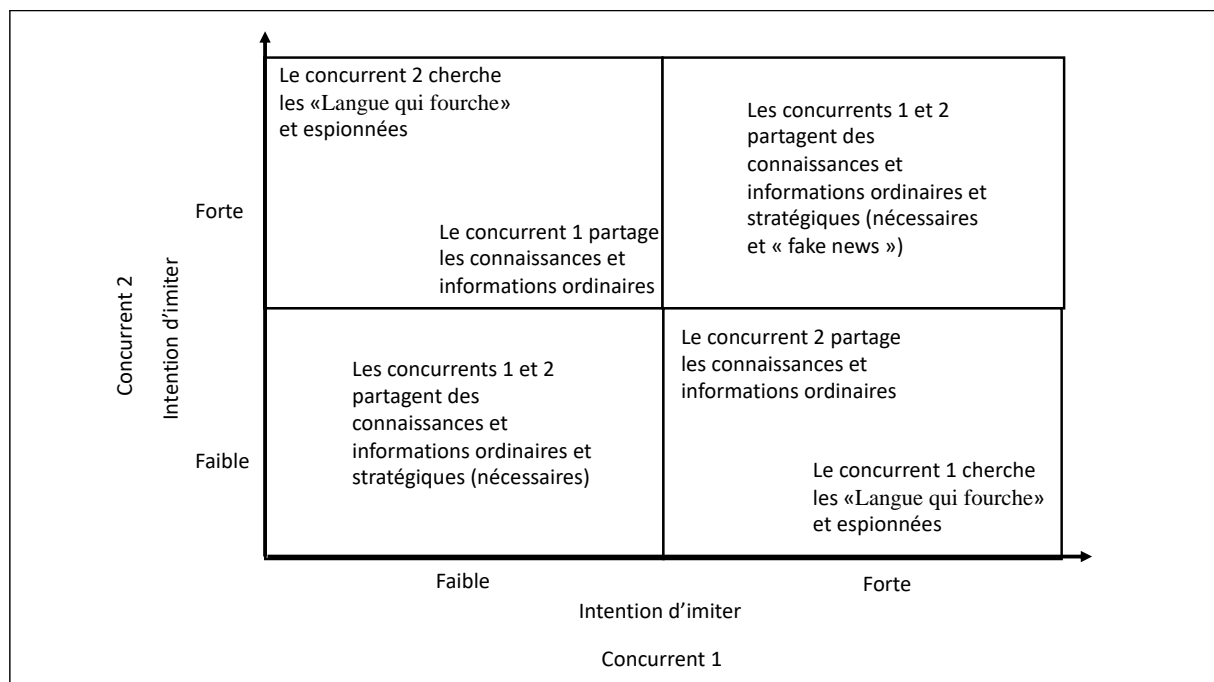 Le concurrent 2 cherche
les «Langue qui fourche»
et espionnées
Le concurrent 1 partage
les connaissances et
informations ordinaires
Les concurrents 1 et 2
partagent des
connaissances et
informations ordinaires et
stratégiques (nécessaires
et « fake news »)
Forte
Concurrent 2
Intention d’imiter
Faible
Les concurrents 1 et 2
partagent des
connaissances et
informations ordinaires et
stratégiques (nécessaires)
Le concurrent 2 partage
les connaissances et
informations ordinaires
Le concurrent 1 cherche
les «Langue qui fourche»
et espionnées
Faible
Forte
Intention d’imiter
Concurrent 1